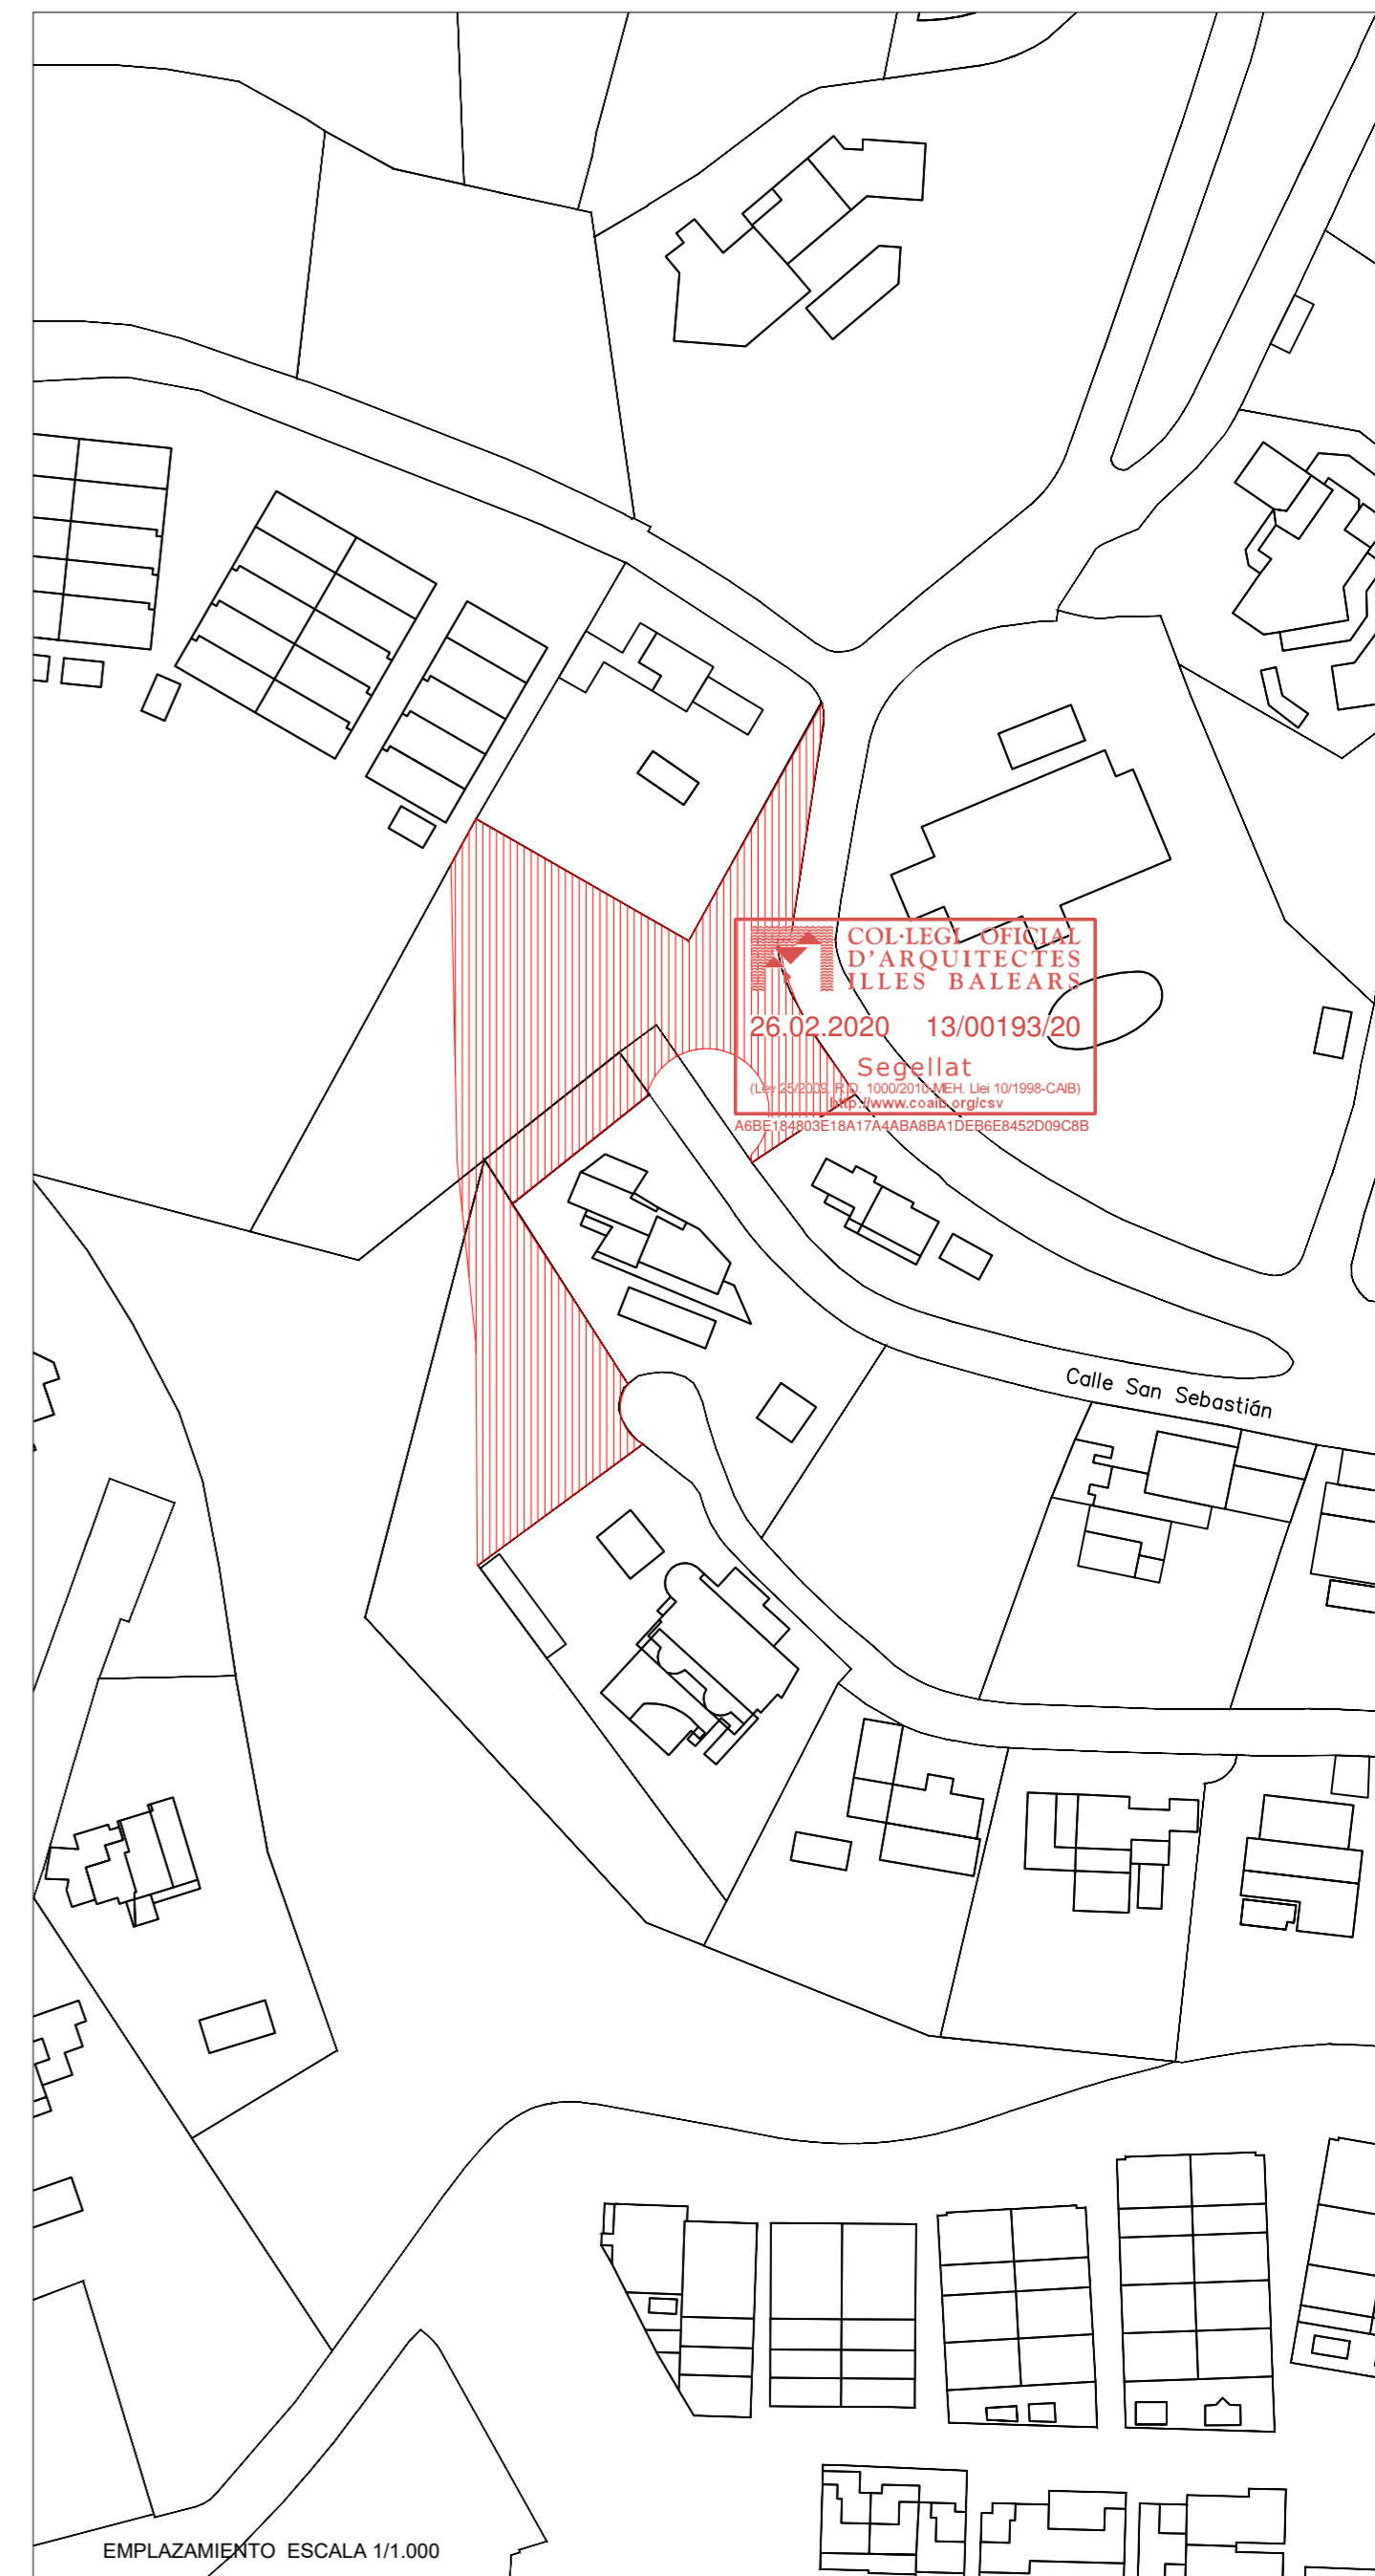 COL·LEGI OFICIAL
D'ARQUITECTES
ILLES BALEARS
26.02.2020 13/00193/20
Segellat
(Ley 25/2009, R.D. 1000/2010-MEH. Llei 10/1998-CAIB)
http://www.coaib.org/csv
A6BE184803E18A17A4ABA8BA1DEB6E8452D09C8B
Calle San Sebastián
EMPLAZAMIENTO ESCALA 1/1.000